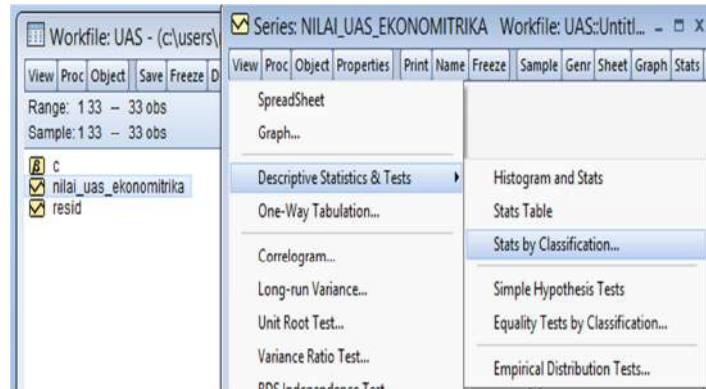 Workfile: UAS - (c:\users\
View Proc Object Save Freeze D
Range: 1 33 -- 33 obs
Sample: 1 33 -- 33 obs
β c
nilai_uas_ekonomitrika
resid
Series: NILAI_UAS_EKONOMITRIKA Workfile: UAS::Untitl...
View Proc Object Properties Print Name Freeze Sample Genr Sheet Graph Stats
SpreadSheet
Graph...
Descriptive Statistics & Tests
One-Way Tabulation...
Correlogram...
Long-run Variance...
Unit Root Test...
Variance Ratio Test...
BDS Independence Test
Histogram and Stats
Stats Table
Stats by Classification...
Simple Hypothesis Tests
Equality Tests by Classification...
Empirical Distribution Tests...